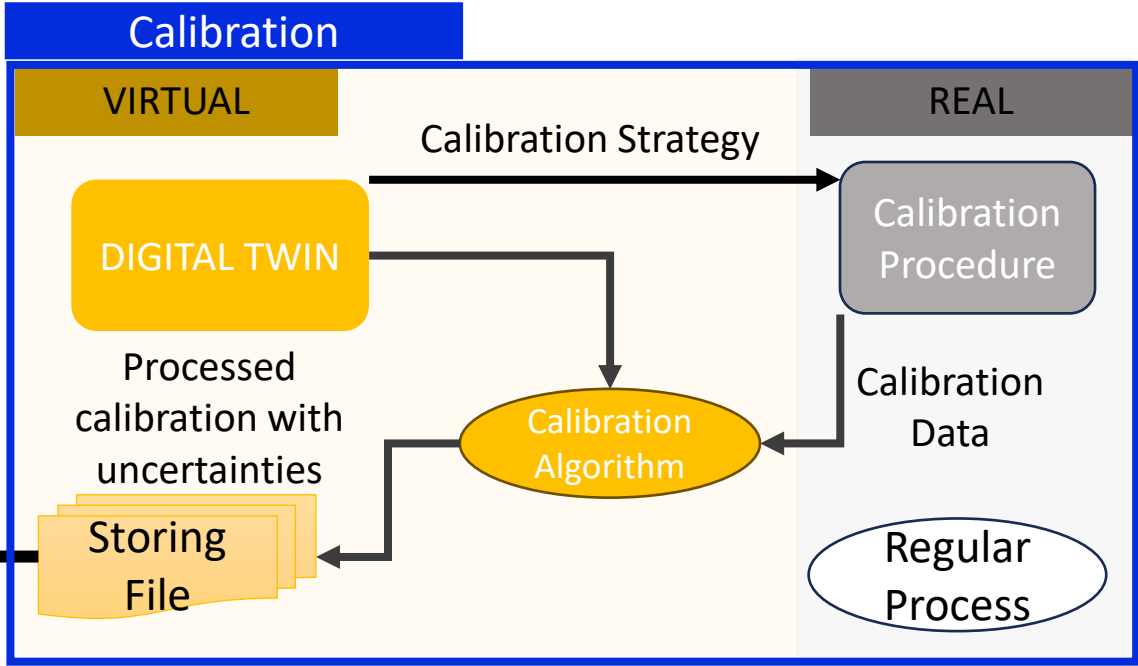 Calibration
VIRTUAL
REAL
Calibration Strategy
DIGITAL TWIN
Calibration
Procedure
Processed
calibration with
uncertainties
Calibration
Algorithm
Calibration
Data
Storing
File
Regular
Process